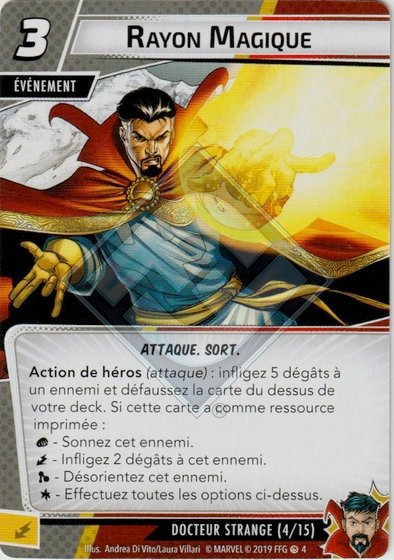 3
RAYON MAGIQUE
ÉVÉNEMENT
ATTAQUE. SORT.
Action de héros (attaque) : infligez 5 dégâts à
un ennemi et défaussez la carte du dessus de
votre deck. Si cette carte a comme ressource
imprimée :
- Sonnez cet ennemi.
- Infligez 2 dégâts à cet ennemi.
- Désorientez cet ennemi.
- Effectuez toutes les options ci-dessus.
DOCTEUR STRANGE (4/15)
Illus. Andrea Di Vito/Laura Villari © MARVEL © 2019 FFG 4